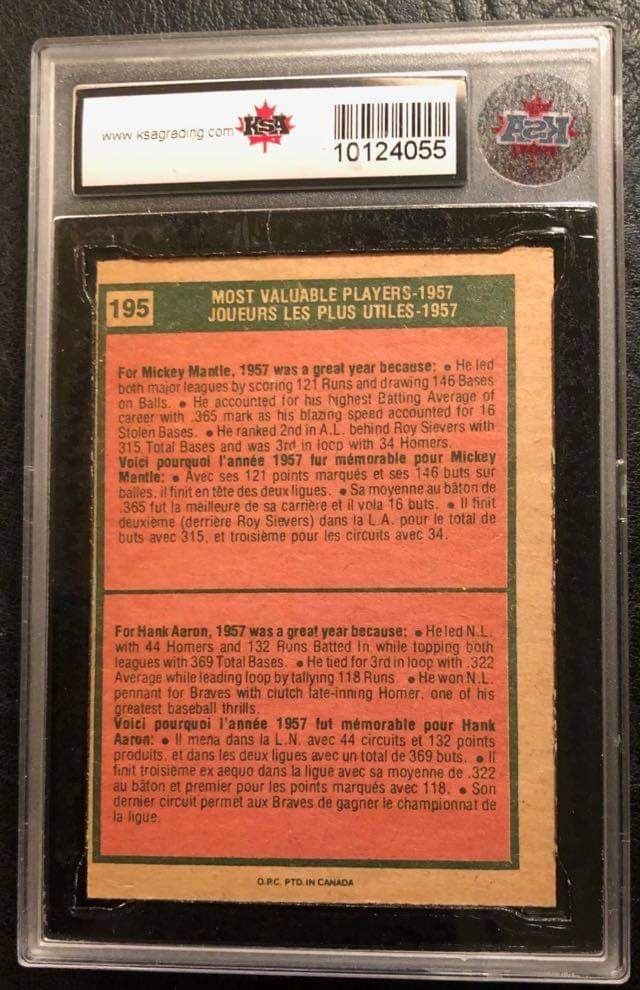 www ksagrading.com
KSA
10124055
KSA
195
MOST VALUABLE PLAYERS-1957
JOUEURS LES PLUS UTILES-1957
For Mickey Mantle, 1957 was a great year because: • He led
both major leagues by scoring 121 Runs and drawing 146 Bases
on Balls. • He accounted for his highest Batting Average of
career with .365 mark as his blazing speed accounted for 16
Stolen Bases. • He ranked 2nd in A.L. behind Roy Sievers with
315 Total Bases and was 3rd in loop with 34 Homers.
Voici pourquoi l'année 1957 fur mémorable pour Mickey
Mantle: • Avec ses 121 points marqués et ses 146 buts sur
balles, il finit en tête des deux ligues. • Sa moyenne au bâton de
.365 fut la meilleure de sa carrière et il vola 16 buts. • Il finit
deuxième (derrière Roy Sievers) dans la L.A. pour le total de
buts avec 315, et troisième pour les circuits avec 34.
For Hank Aaron, 1957 was a great year because: • He led N.L.
with 44 Homers and 132 Runs Batted In while topping both
leagues with 369 Total Bases. • He tied for 3rd in loop with .322
Average while leading loop by tallying 118 Runs. • He won N.L.
pennant for Braves with clutch late-inning Homer, one of his
greatest baseball thrills.
Voici pourquoi l'année 1957 fut mémorable pour Hank
Aaron: • Il mena dans la L.N. avec 44 circuits et 132 points
produits, et dans les deux ligues avec un total de 369 buts. • Il
finit troisième ex aequo dans la ligue avec sa moyenne de .322
au bâton et premier pour les points marqués avec 118. • Son
dernier circuit permet aux Braves de gagner le championnat de
la ligue.
O.P.C. PTD. IN CANADA